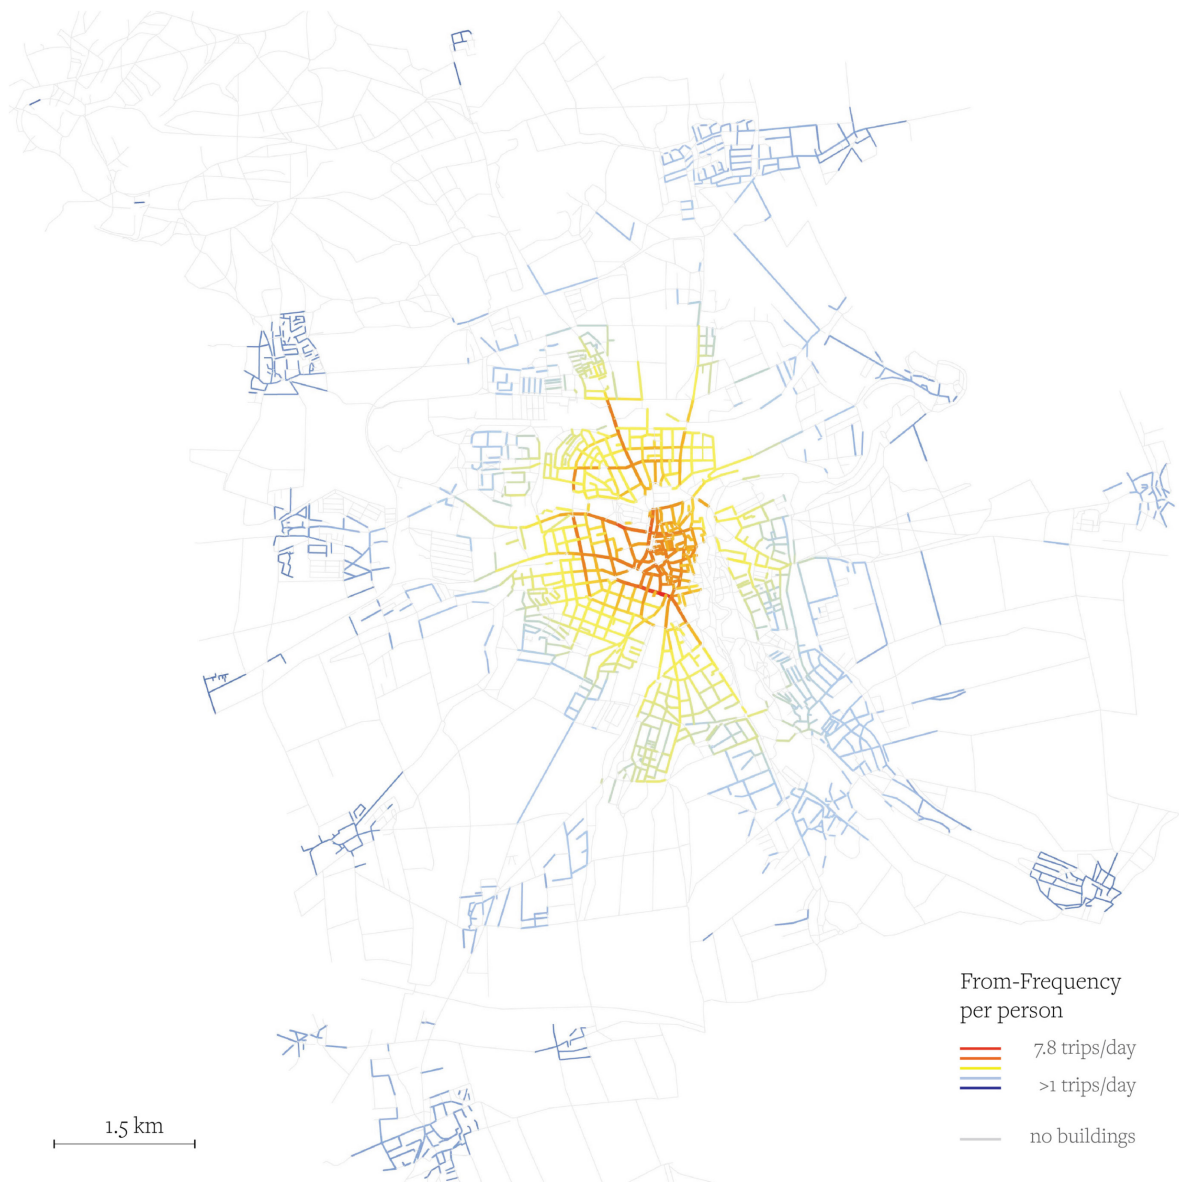 From-Frequency
per person
7.8 trips/day
>1 trips/day
no buildings
1.5 km